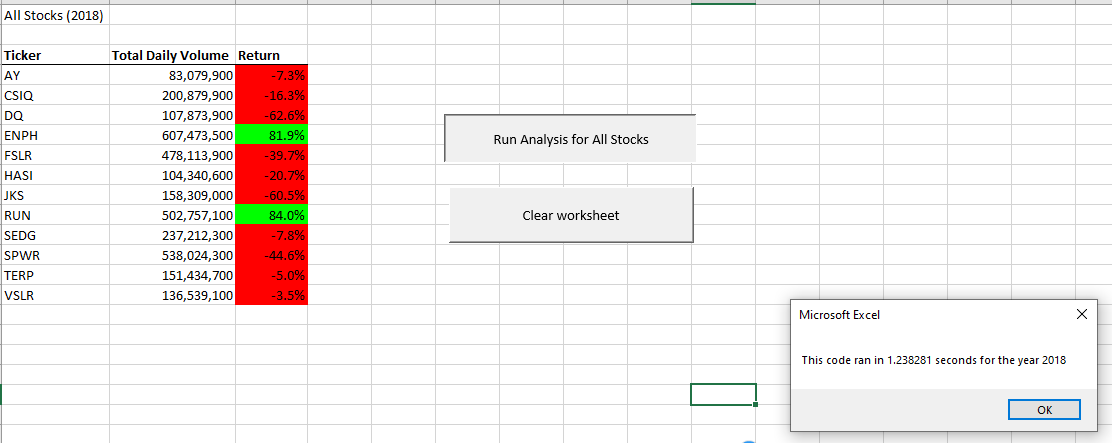 All Stocks (2018)
Ticker Total Daily Volume Return
AY 83,079,900 -7.3%
CSIQ 200,879,900 -16.3%
DQ 107,873,900 -62.6%
ENPH 607,473,500 81.9%
FSLR 478,113,900 -39.7%
HASI 104,340,600 -20.7%
JKS 158,309,000 -60.5%
RUN 502,757,100 84.0%
SEDG 237,212,300 -7.8%
SPWR 538,024,300 -44.6%
TERP 151,434,700 -5.0%
VSLR 136,539,100 -3.5%
Run Analysis for All Stocks
Clear worksheet
Microsoft Excel
This code ran in 1.238281 seconds for the year 2018
OK